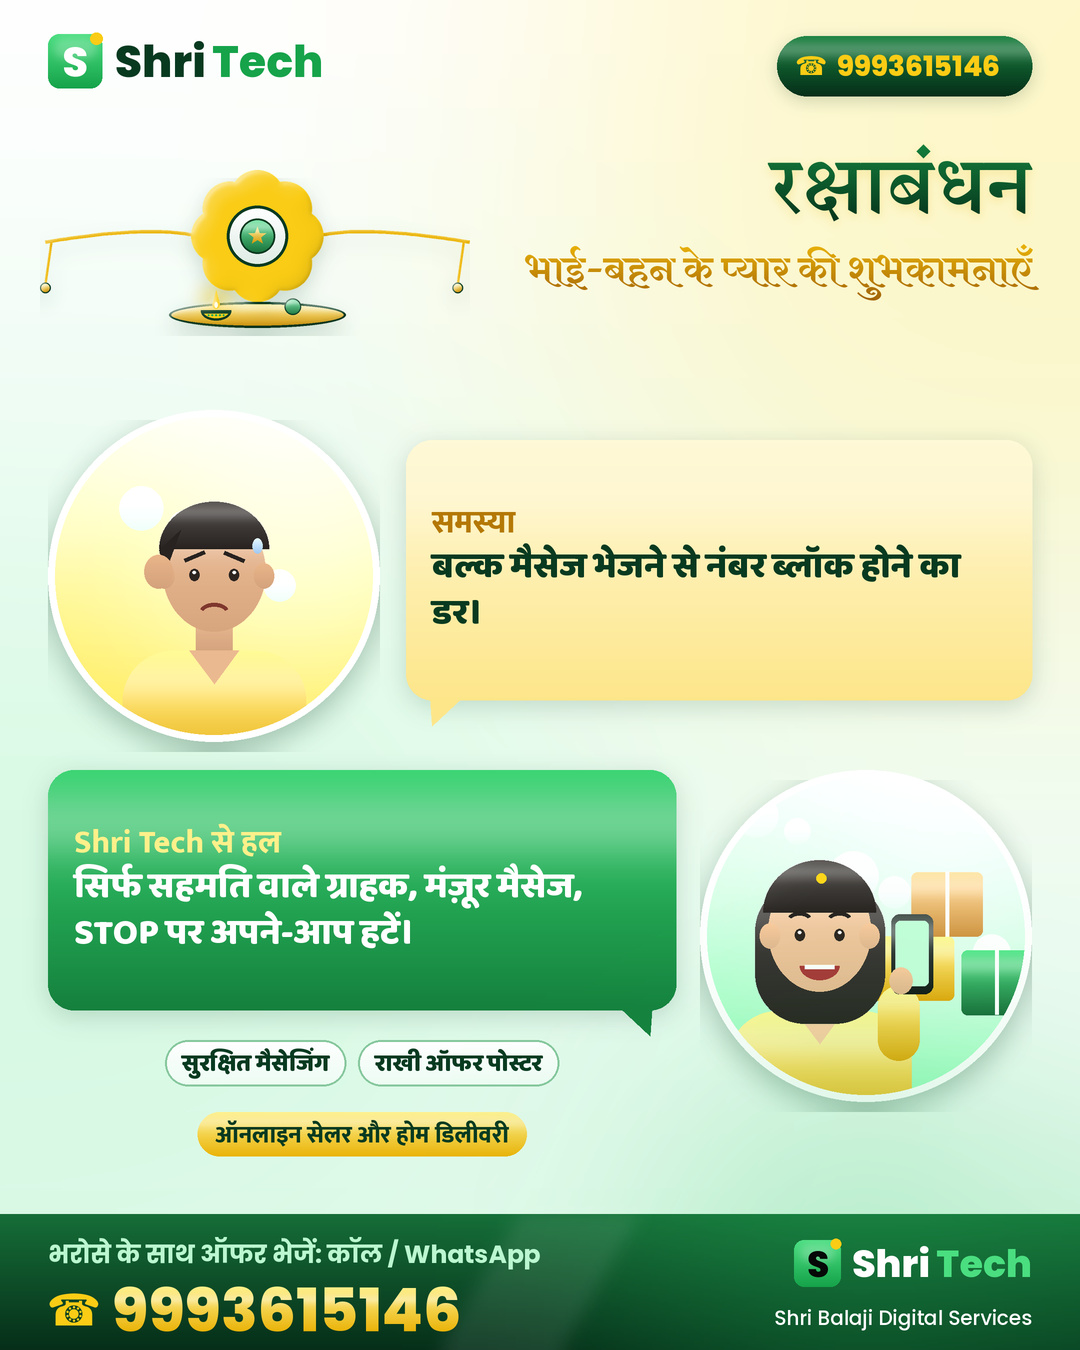 Shri Tech
☎ 9993615146
रक्षाबंधन
भाई-बहन के प्यार की शुभकामनाएँ
समस्या
बल्क मैसेज भेजने से नंबर ब्लॉक होने का
डर।
Shri Tech से हल
सिर्फ सहमति वाले ग्राहक, मंज़ूर मैसेज,
STOP पर अपने-आप हटें।
सुरक्षित मैसेजिंग
राखी ऑफर पोस्टर
ऑनलाइन सेलर और होम डिलीवरी
भरोसे के साथ ऑफर भेजें: कॉल / WhatsApp
☎ 9993615146
S Shri Tech
Shri Balaji Digital Services